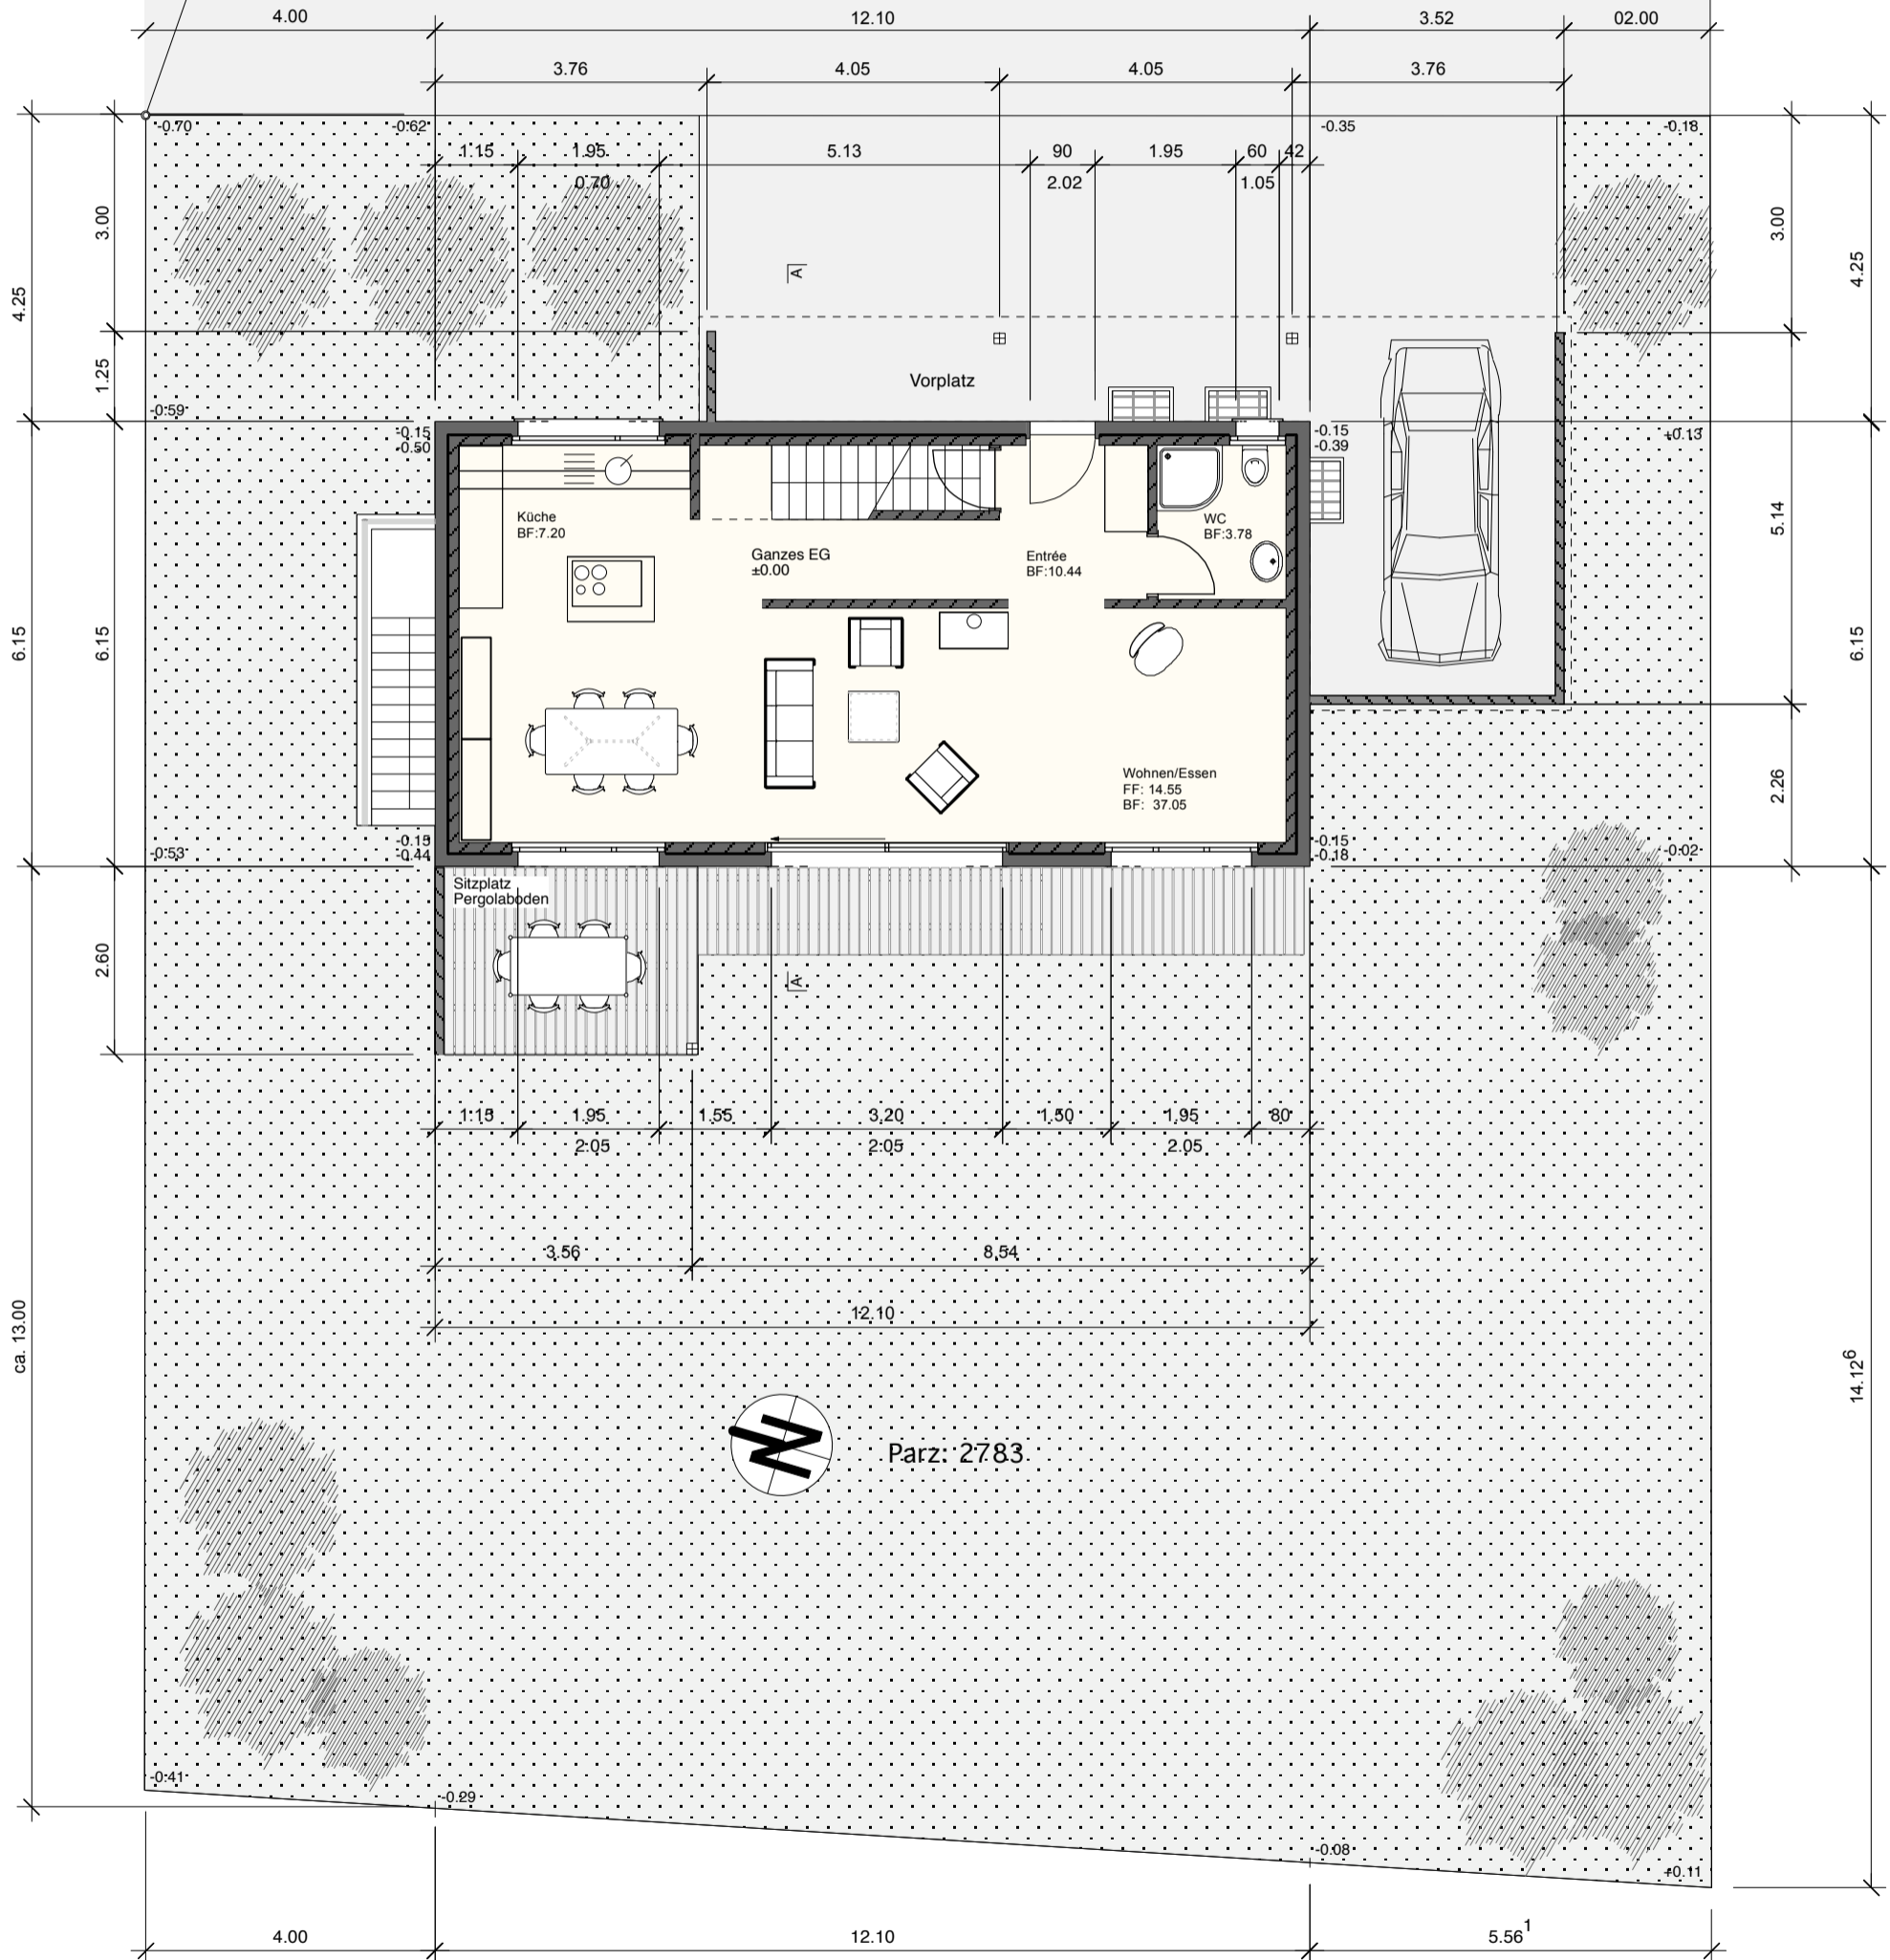 4.00 12.10 3.52 02.00
3.76 4.05 4.05 3.76
-0.70 -0.62 -0.35 -0.18
1.15 1.95 5.13 90 1.95 60 42
0.70 2.02 1.05
3.00 3.00
4.25 4.25
A
1.25
Vorplatz
-0.59
-0.15 -0.15 +0.13
-0.50 -0.39
Küche
BF:7.20
WC
BF:3.78
5.14
Ganzes EG
±0.00
Entrée
BF:10.44
6.15 6.15 6.15
Wohnen/Essen
FF: 14.55
BF: 37.05
2.26
-0.53 -0.15 -0.15 -0.02
-0.44 -0.18
Sitzplatz
Pergolaboden
2.60
A
1.15 1.95 1.55 3.20 1.50 1.95 80
2.05 2.05 2.05
3.56 8.54
12.10
ca. 13.00
14.12⁶
N
Parz: 2783
-0.41
-0.29
-0.08
+0.11
4.00 12.10 5.56¹